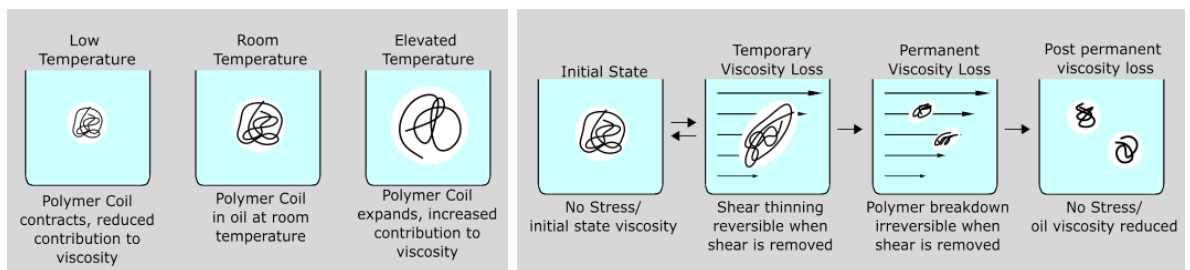 Low
Temperature
Room
Temperature
Elevated
Temperature
Polymer Coil
contracts, reduced
contribution to
viscosity
Polymer Coil
in oil at room
temperature
Polymer Coil
expands, increased
contribution to
viscosity
Initial State
Temporary
Viscosity Loss
Permanent
Viscosity Loss
Post permanent
viscosity loss
No Stress/
initial state viscosity
Shear thinning
reversible when
shear is removed
Polymer breakdown
irreversible when
shear is removed
No Stress/
oil viscosity reduced